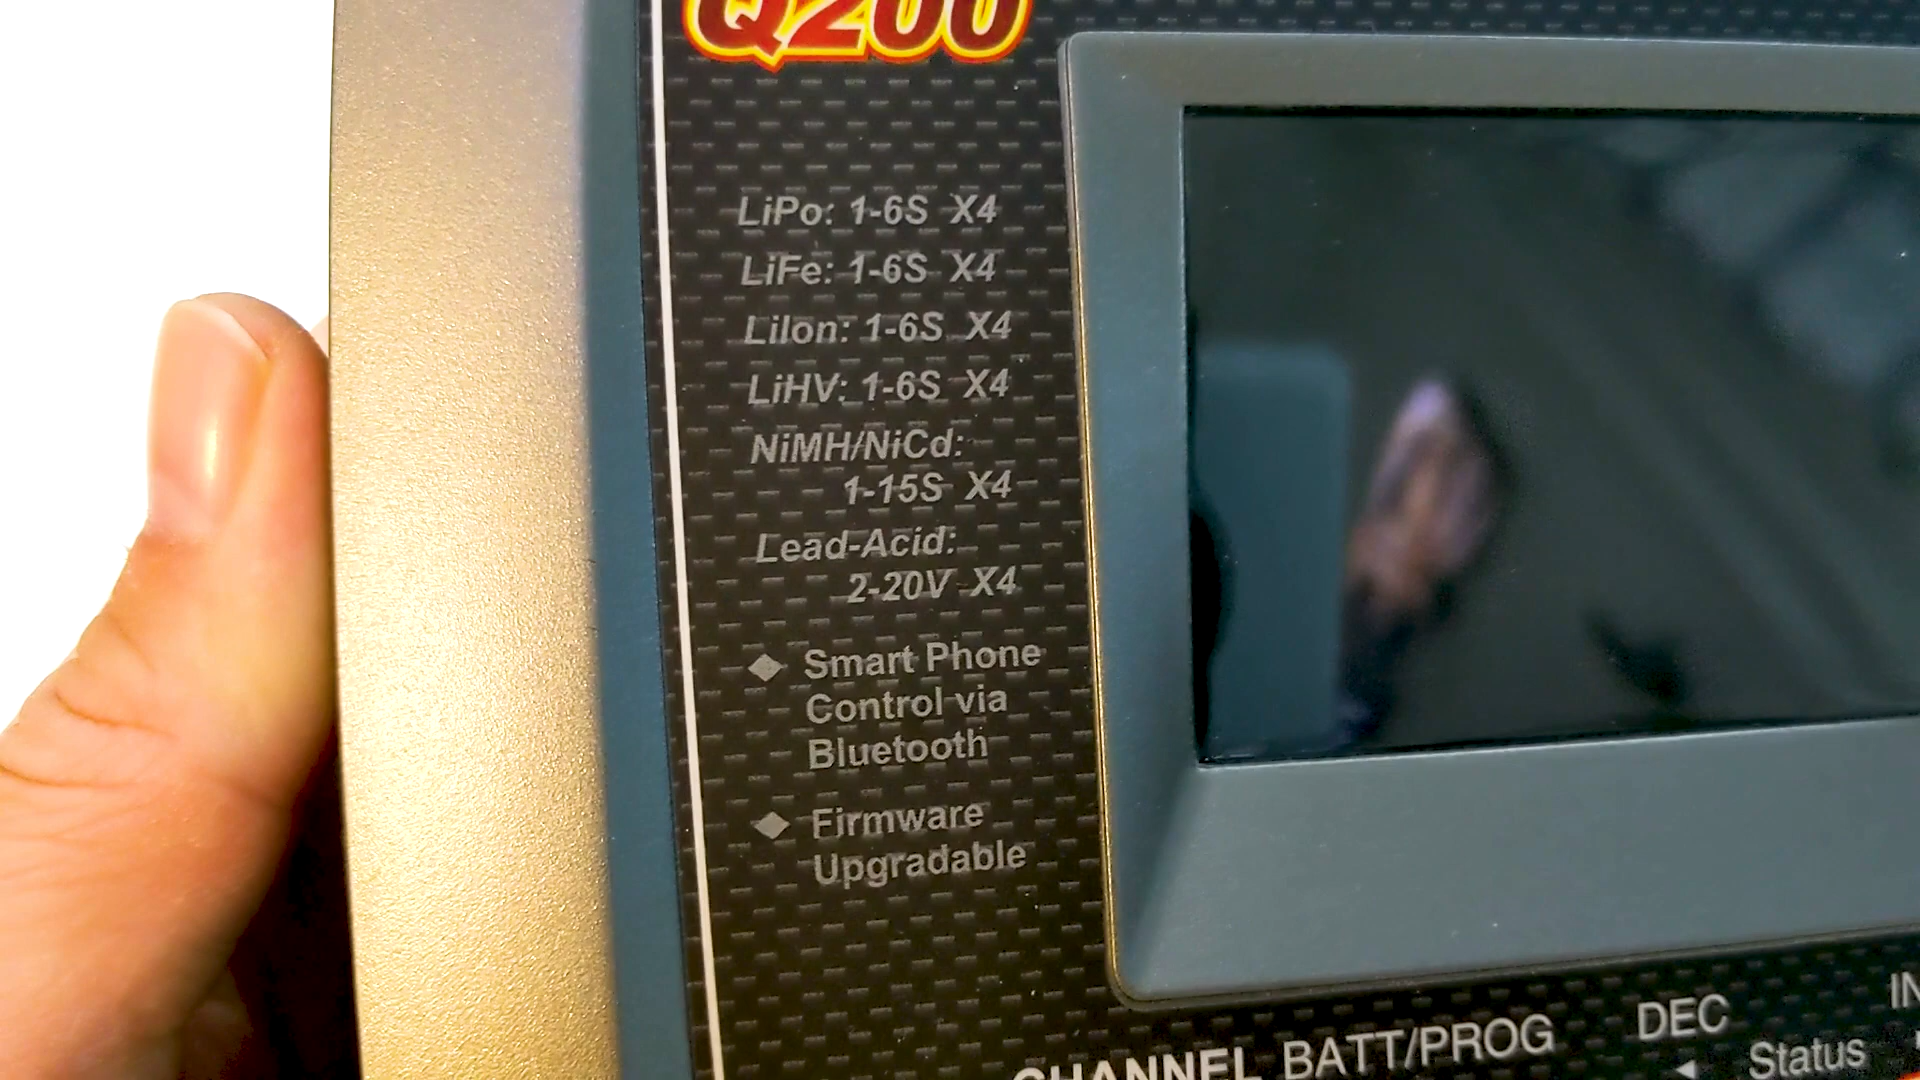 Q200
LiPo: 1-6S X4
LiFe: 1-6S X4
LiIon: 1-6S X4
LiHV: 1-6S X4
NiMH/NiCd:
1-15S X4
Lead-Acid:
2-20V X4
Smart Phone
Control via
Bluetooth
Firmware
Upgradable
CHANNEL BATT/PROG DEC
Status